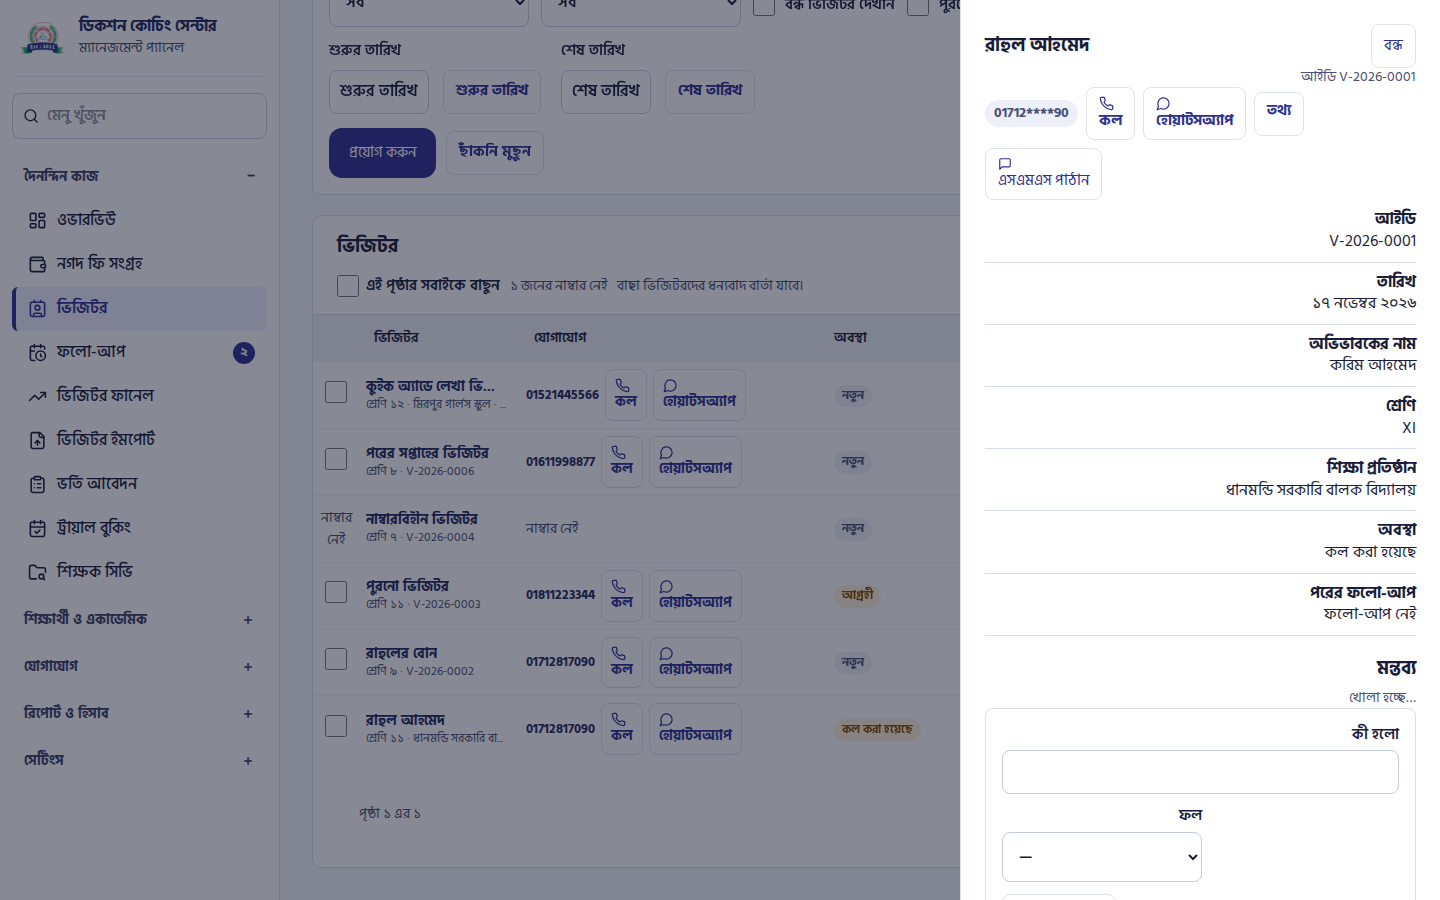 ডিকশন কোচিং সেন্টার
ম্যানেজমেন্ট প্যানেল
Est : 2011
মেনু খুঁজুন
দৈনন্দিন কাজ −
ওভারভিউ
নগদ ফি সংগ্রহ
ভিজিটর
ফলো-আপ ২
ভিজিটর ফানেল
ভিজিটর ইমপোর্ট
ভর্তি আবেদন
ট্রায়াল বুকিং
শিক্ষক সিভি
শিক্ষার্থী ও একাডেমিক +
যোগাযোগ +
রিপোর্ট ও হিসাব +
সেটিংস +
সব সব বন্ধ ভিজিটর দেখান
শুরুর তারিখ শেষ তারিখ
শুরুর তারিখ শুরুর তারিখ শেষ তারিখ শেষ তারিখ
প্রয়োগ করুন ছাঁকনি মুছুন
ভিজিটর
এই পৃষ্ঠার সবাইকে বাছুন ১ জনের নাম্বার নেই বাছা ভিজিটরদের ধন্যবাদ বার্তা যাবে।
ভিজিটর যোগাযোগ অবস্থা
কুইক অ্যাডে লেখা ভি...
শ্রেণি ১২ · মিরপুর গার্লস স্কুল · ...
01521445566 কল হোয়াটসঅ্যাপ নতুন
পরের সপ্তাহের ভিজিটর
শ্রেণি ৮ · V-2026-0006
01611998877 কল হোয়াটসঅ্যাপ নতুন
নাম্বার নেই
নাম্বারবিহীন ভিজিটর
শ্রেণি ৭ · V-2026-0004
নাম্বার নেই নতুন
পুরনো ভিজিটর
শ্রেণি ১১ · V-2026-0003
01811223344 কল হোয়াটসঅ্যাপ আগ্রহী
রাহুলের বোন
শ্রেণি ৯ · V-2026-0002
01712817090 কল হোয়াটসঅ্যাপ নতুন
রাহুল আহমেদ
শ্রেণি ১১ · ধানমন্ডি সরকারি বা...
01712817090 কল হোয়াটসঅ্যাপ কল করা হয়েছে
পৃষ্ঠা ১ এর ১
রাহুল আহমেদ বন্ধ
আইডি V-2026-0001
01712****90 কল হোয়াটসঅ্যাপ তথ্য
এসএমএস পাঠান
আইডি
V-2026-0001
তারিখ
১৭ নভেম্বর ২০২৬
অভিভাবকের নাম
করিম আহমেদ
শ্রেণি
XI
শিক্ষা প্রতিষ্ঠান
ধানমন্ডি সরকারি বালক বিদ্যালয়
অবস্থা
কল করা হয়েছে
পরের ফলো-আপ
ফলো-আপ নেই
মন্তব্য
খোলা হচ্ছে...
কী হলো
ফল
—